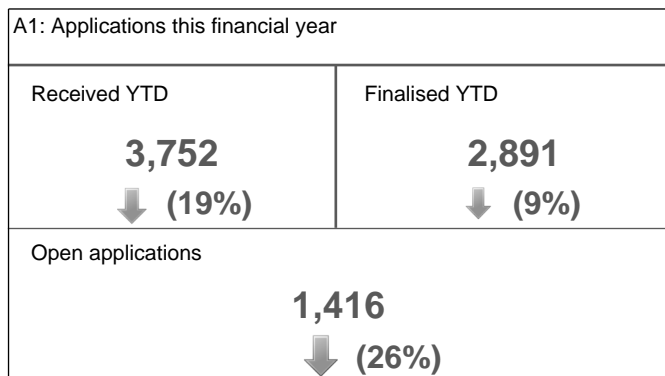 A1: Applications this financial year
Received YTD
3,752
(19%)
Finalised YTD
2,891
(9%)
Open applications
1,416
(26%)